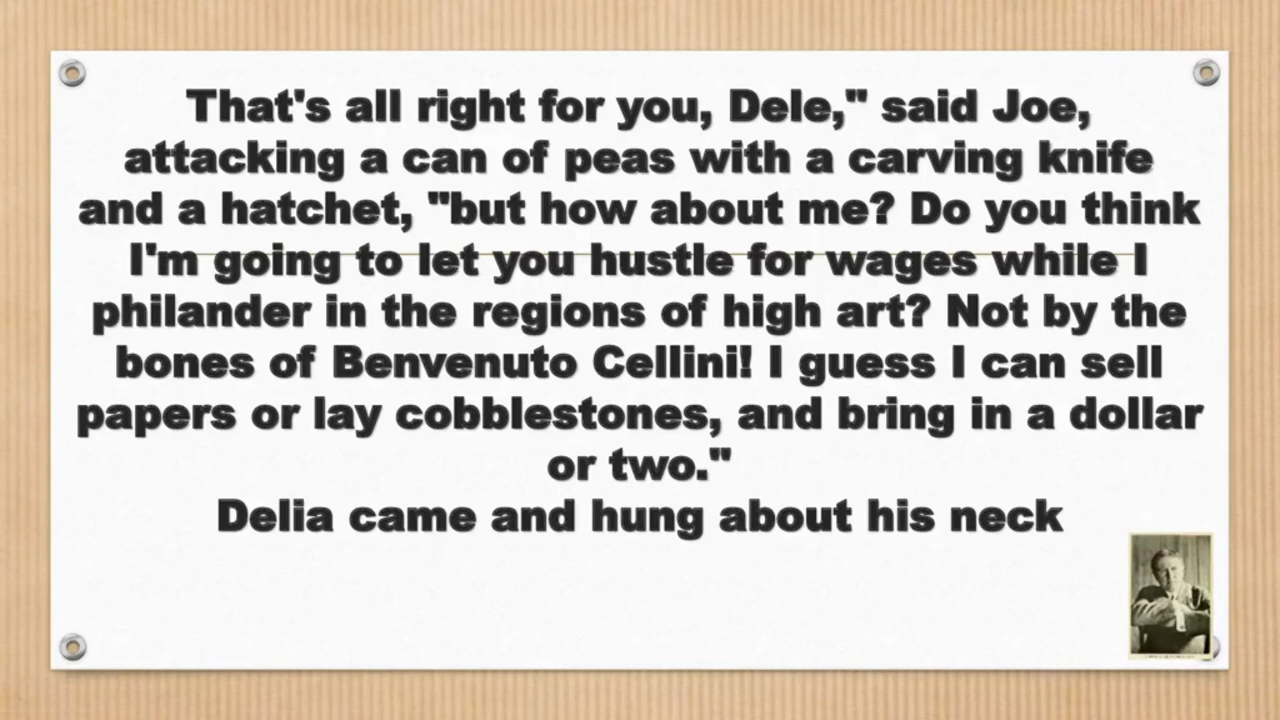 That's all right for you, Dele," said Joe,
attacking a can of peas with a carving knife
and a hatchet, "but how about me? Do you think
I'm going to let you hustle for wages while I
philander in the regions of high art? Not by the
bones of Benvenuto Cellini! I guess I can sell
papers or lay cobblestones, and bring in a dollar
or two."
Delia came and hung about his neck